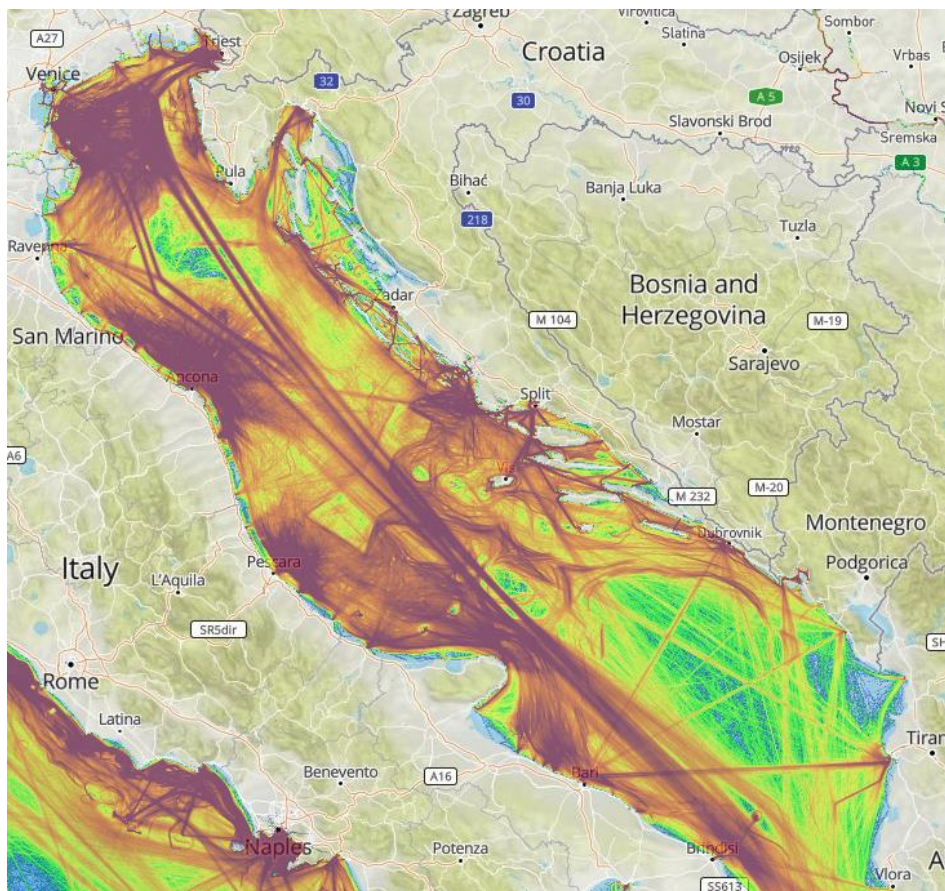 Zagreb
Virovitica
Sombor
A27
Triest
Slatina
Croatia
Osijek
Vrbas
Venice
32
30
A 5
Slavonski Brod
Novi S
Sremska
A 3
Pula
Bihać
Banja Luka
218
Tuzla
Ravenna
Bosnia and
Herzegovina
Zadar
M 104
M-19
San Marino
Sarajevo
Ancona
Split
Mostar
A6
Vis
M-20
M 232
Montenegro
Dubrovnik
Podgorica
Italy
Pescara
L'Aquila
SR5dir
SH
Rome
Latina
Tiran
Benevento
A16
Bari
Naples
Potenza
Brindisi
A
Vlora
SS613